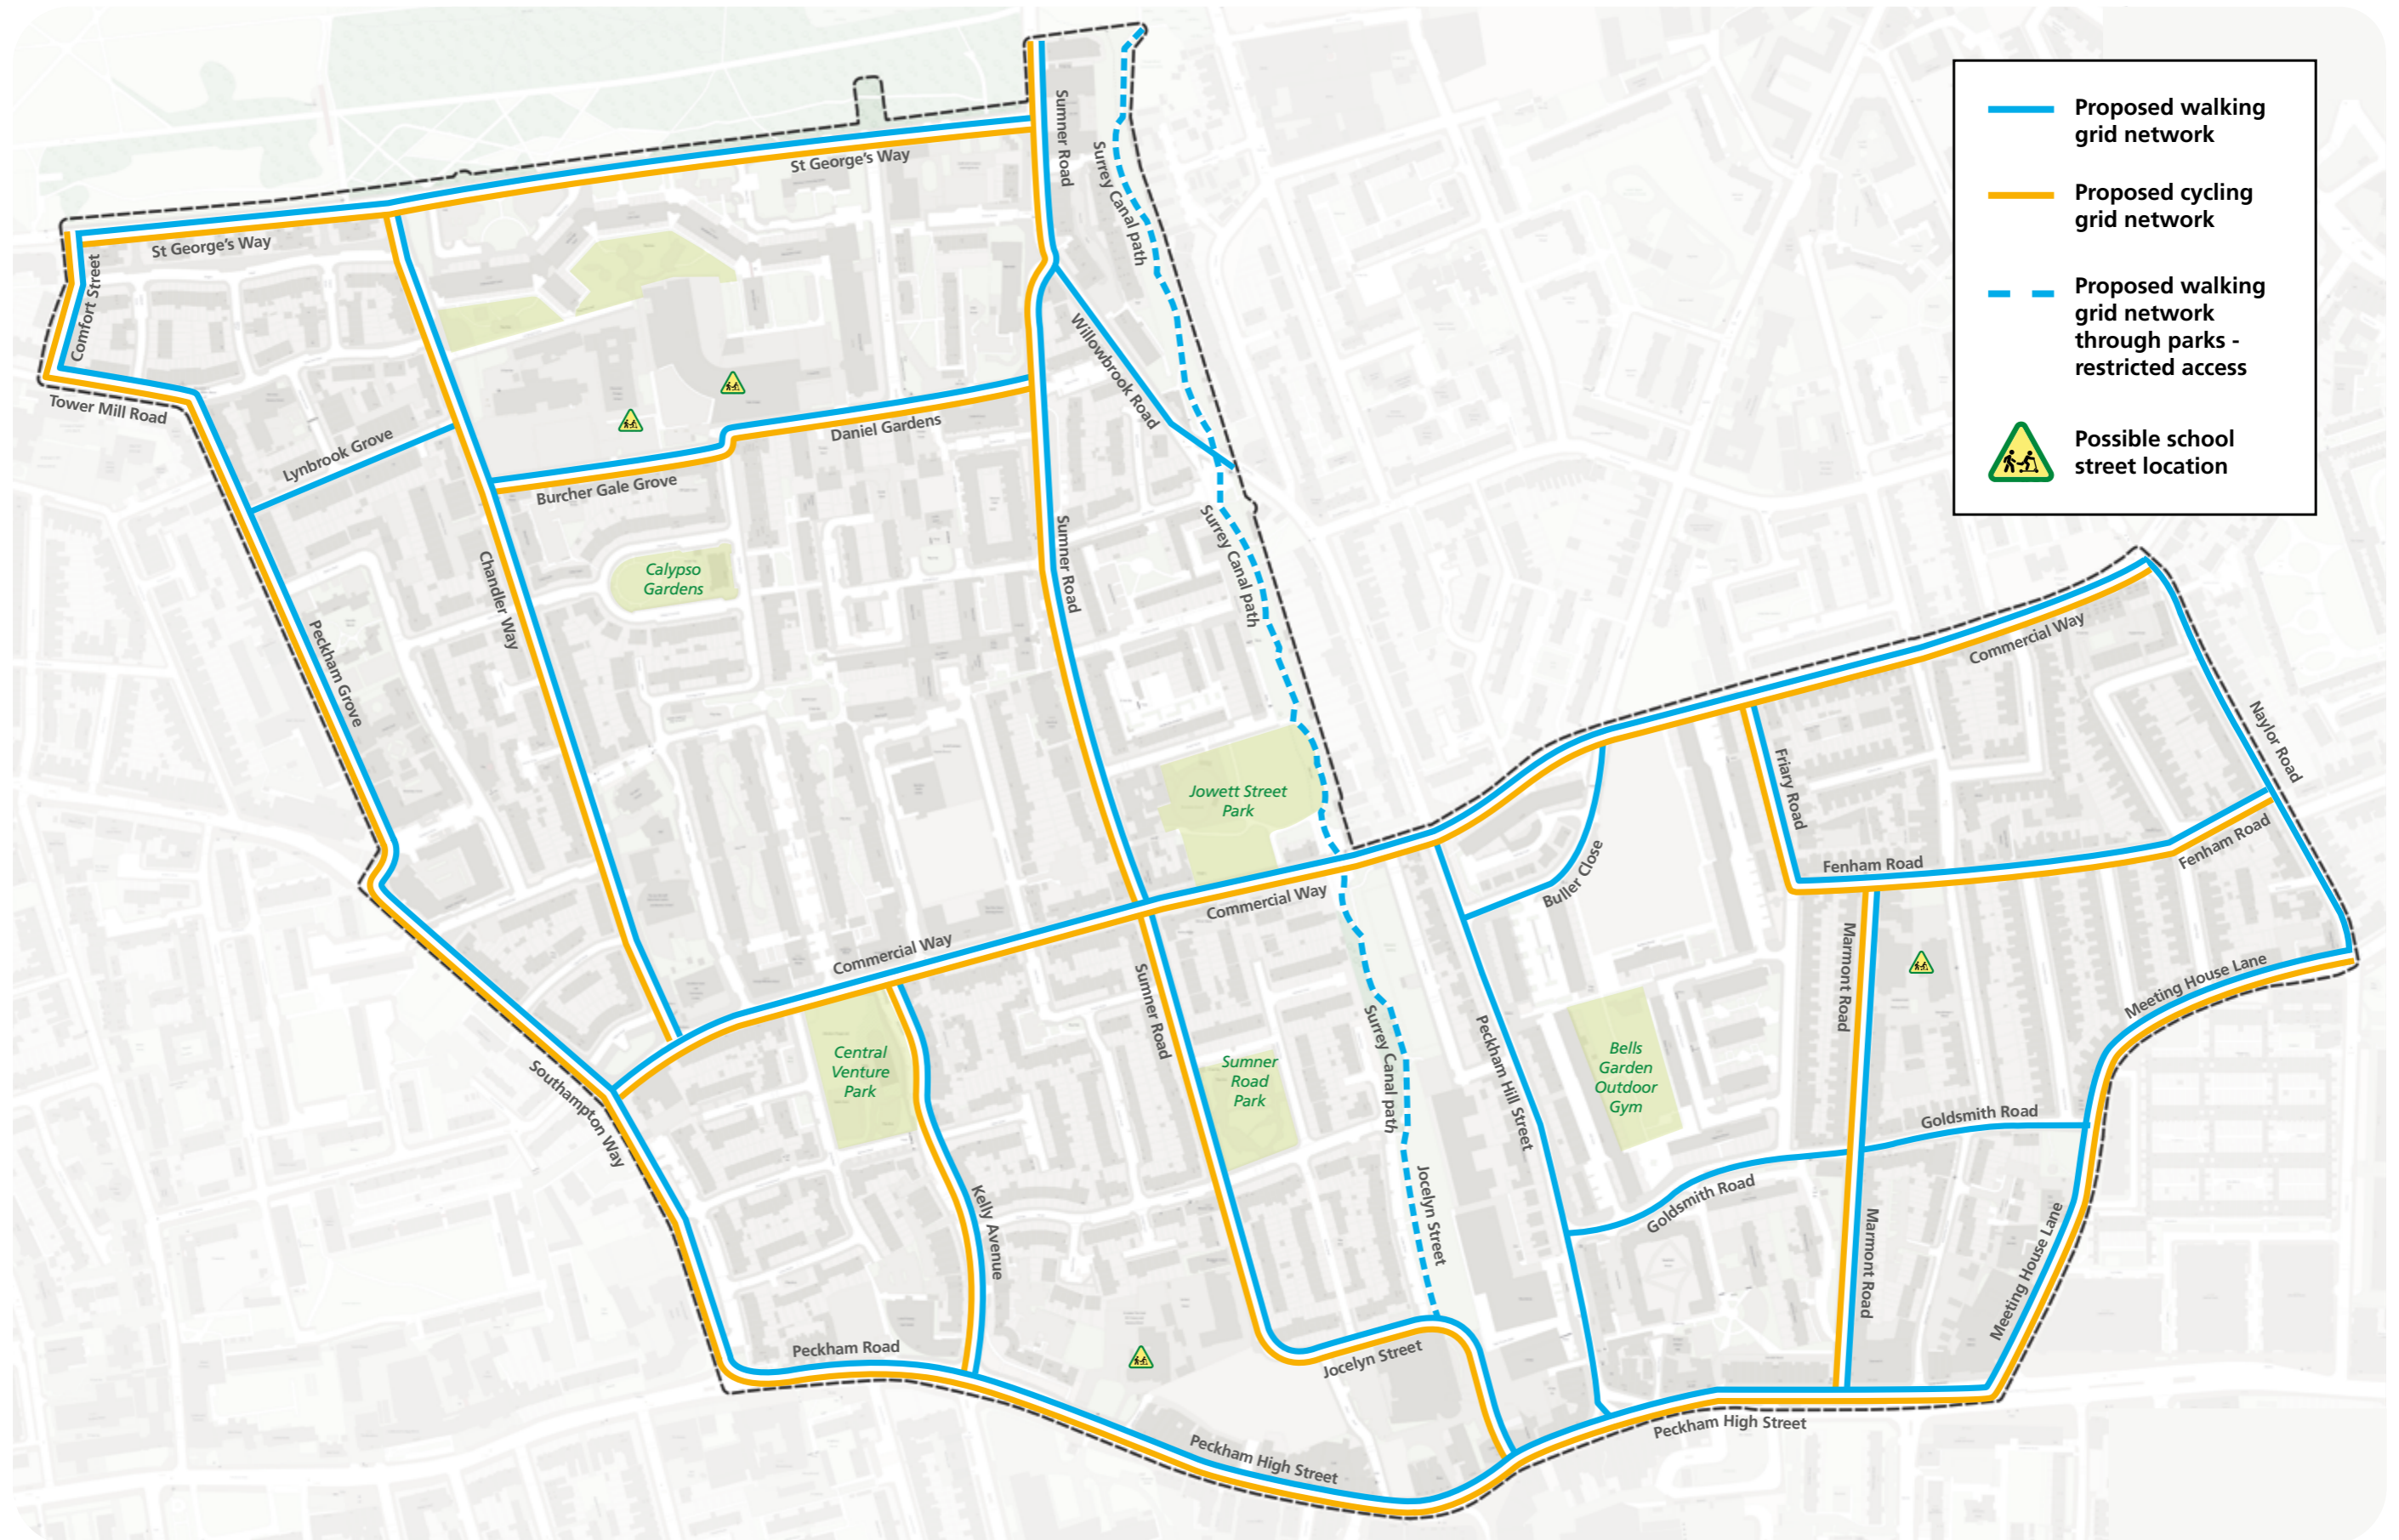 Proposed walking
grid network
Proposed cycling
grid network
Proposed walking
grid network
through parks -
restricted access
Possible school
street location
Sumner Road
Surrey Canal path
St George's Way
St George's Way
Comfort Street
Tower Mill Road
Willowbrook Road
Lynbrook Grove
Daniel Gardens
Burcher Gale Grove
Surrey Canal path
Sumner Road
Chandler Way
Calypso
Gardens
Peckham Grove
Commercial Way
Naylor Road
Friary Road
Jowett Street
Park
Fenham Road
Fenham Road
Buller Close
Commercial Way
Commercial Way
Marmont Road
Meeting House Lane
Sumner Road
Surrey Canal path
Peckham Hill Street
Central
Venture
Park
Sumner
Road
Park
Bells
Garden
Outdoor
Gym
Southampton Way
Goldsmith Road
Goldsmith Road
Kelly Avenue
Jocelyn Street
Marmont Road
Meeting House Lane
Peckham Road
Jocelyn Street
Peckham High Street
Peckham High Street